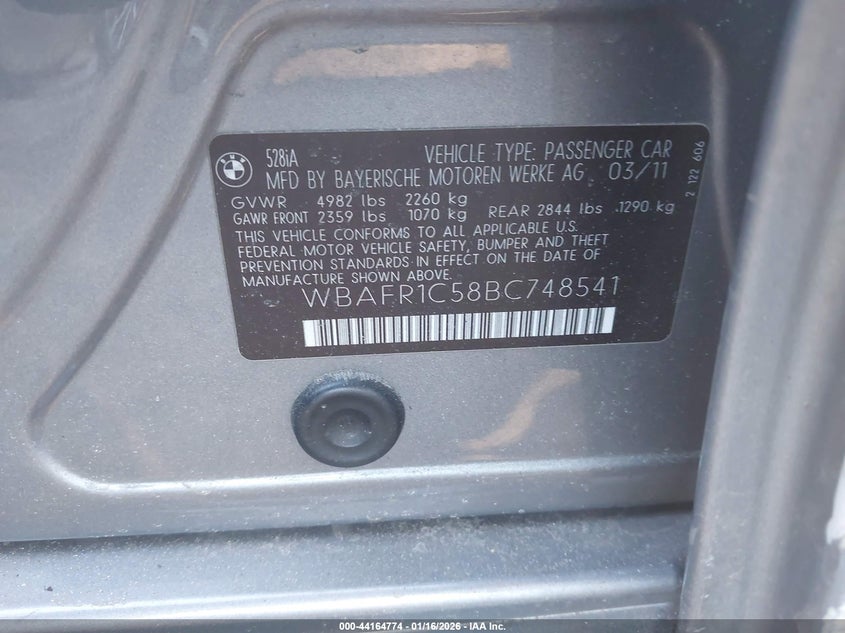 BMW
528iA VEHICLE TYPE: PASSENGER CAR
MFD BY BAYERISCHE MOTOREN WERKE AG 03/11
GVWR 4982 lbs 2260 kg
GAWR FRONT 2359 lbs 1070 kg REAR 2844 lbs 1290 kg
THIS VEHICLE CONFORMS TO ALL APPLICABLE U.S.
FEDERAL MOTOR VEHICLE SAFETY, BUMPER AND THEFT
PREVENTION STANDARDS IN EFFECT ON THE DATE OF
MANUFACTURE SHOWN ABOVE.
WBAFR1C58BC748541
2 122 606
000-44164774 - 01/16/2026 - IAA Inc.